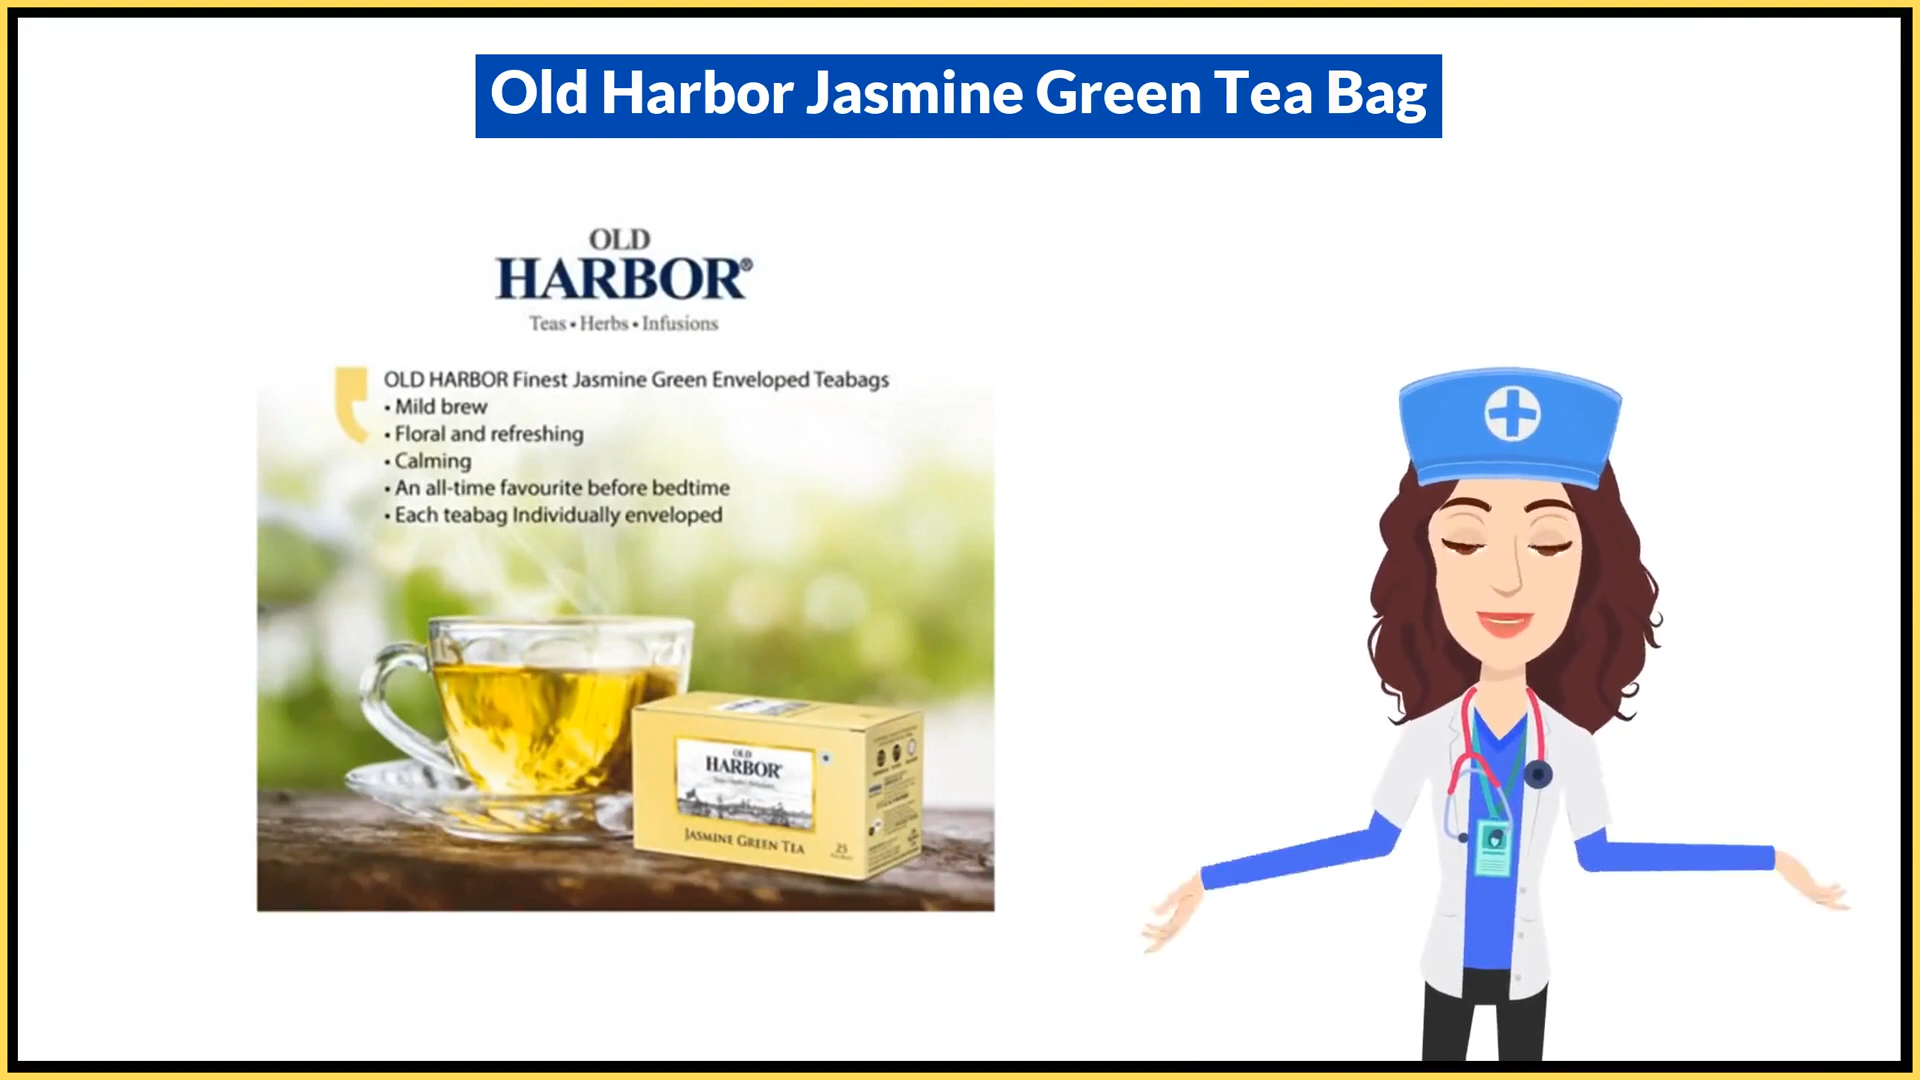 Old Harbor Jasmine Green Tea Bag
OLD
HARBOR®
Teas • Herbs • Infusions
OLD HARBOR Finest Jasmine Green Enveloped Teabags
• Mild brew
• Floral and refreshing
• Calming
• An all-time favourite before bedtime
• Each teabag Individually enveloped
OLD
HARBOR
JASMINE GREEN TEA
25